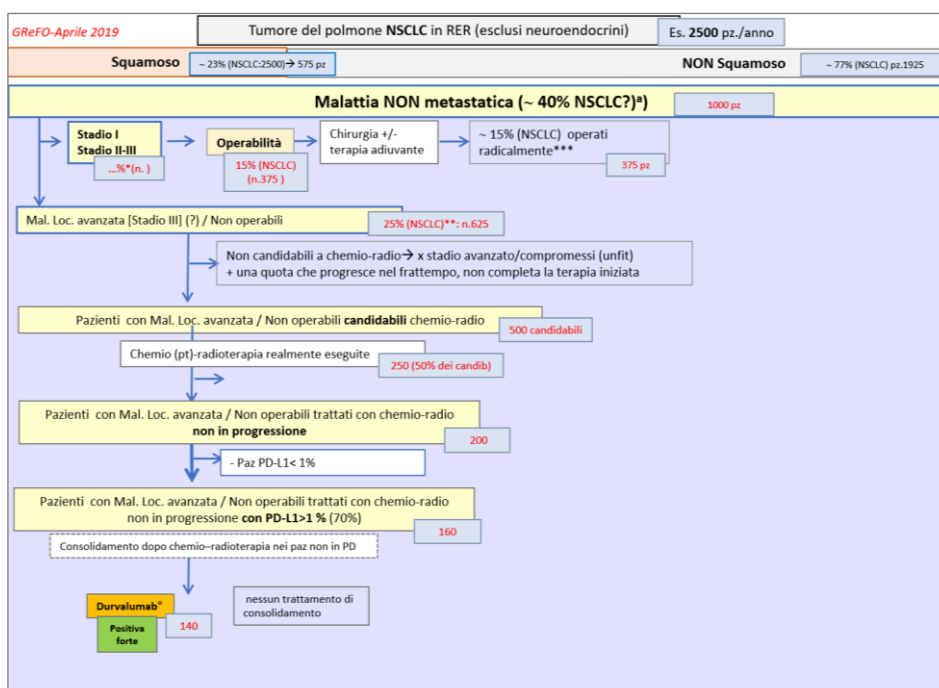 GReFO-Aprile 2019
Tumore del polmone NSCLC in RER (esclusi neuroendocrini)
Es. 2500 pz./anno
Squamoso
~ 23% (NSCLC:2500)→ 575 pz
NON Squamoso
~ 77% (NSCLC) pz.1925
Malattia NON metastatica (~ 40% NSCLC?)ᵃ)
1000 pz
Stadio I
Stadio II-III
...%*(n. )
Operabilità
15% (NSCLC)
(n.375 )
Chirurgia +/-
terapia adiuvante
~ 15% (NSCLC) operati
radicalmente***
375 pz
Mal. Loc. avanzata [Stadio III] (?) / Non operabili
25% (NSCLC)**: n.625
Non candidabili a chemio-radio→ x stadio avanzato/compromessi (unfit)
+ una quota che progresce nel frattempo, non completa la terapia iniziata
Pazienti con Mal. Loc. avanzata / Non operabili candidabili chemio-radio
500 candidabili
Chemio (pt)-radioterapia realmente eseguite
250 (50% dei candib)
Pazienti con Mal. Loc. avanzata / Non operabili trattati con chemio-radio
non in progressione
200
- Paz PD-L1< 1%
Pazienti con Mal. Loc. avanzata / Non operabili trattati con chemio-radio
non in progressione con PD-L1>1 % (70%)
160
Consolidamento dopo chemio–radioterapia nei paz non in PD
Durvalumab°
140
Positiva
forte
nessun trattamento di
consolidamento